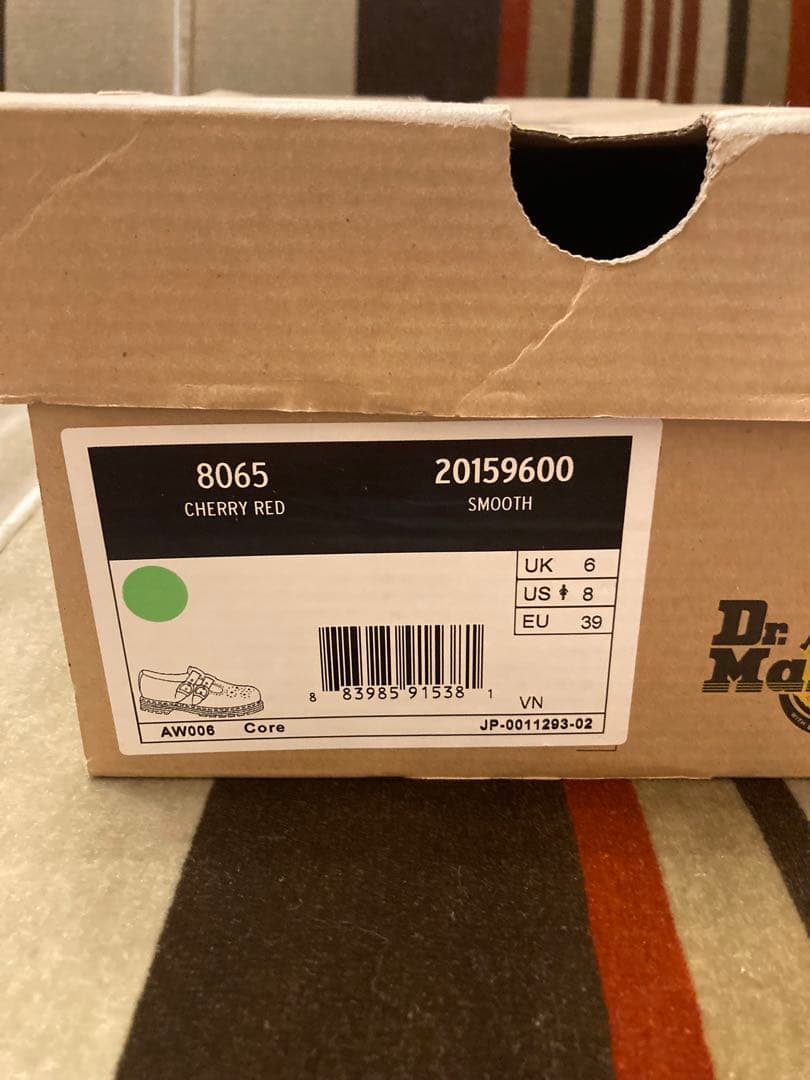 8065 20159600
CHERRY RED SMOOTH
UK 6
US 8
EU 39
8 83985 91538 1
VN
AW006 Core JP-0011293-02
Dr.
Ma